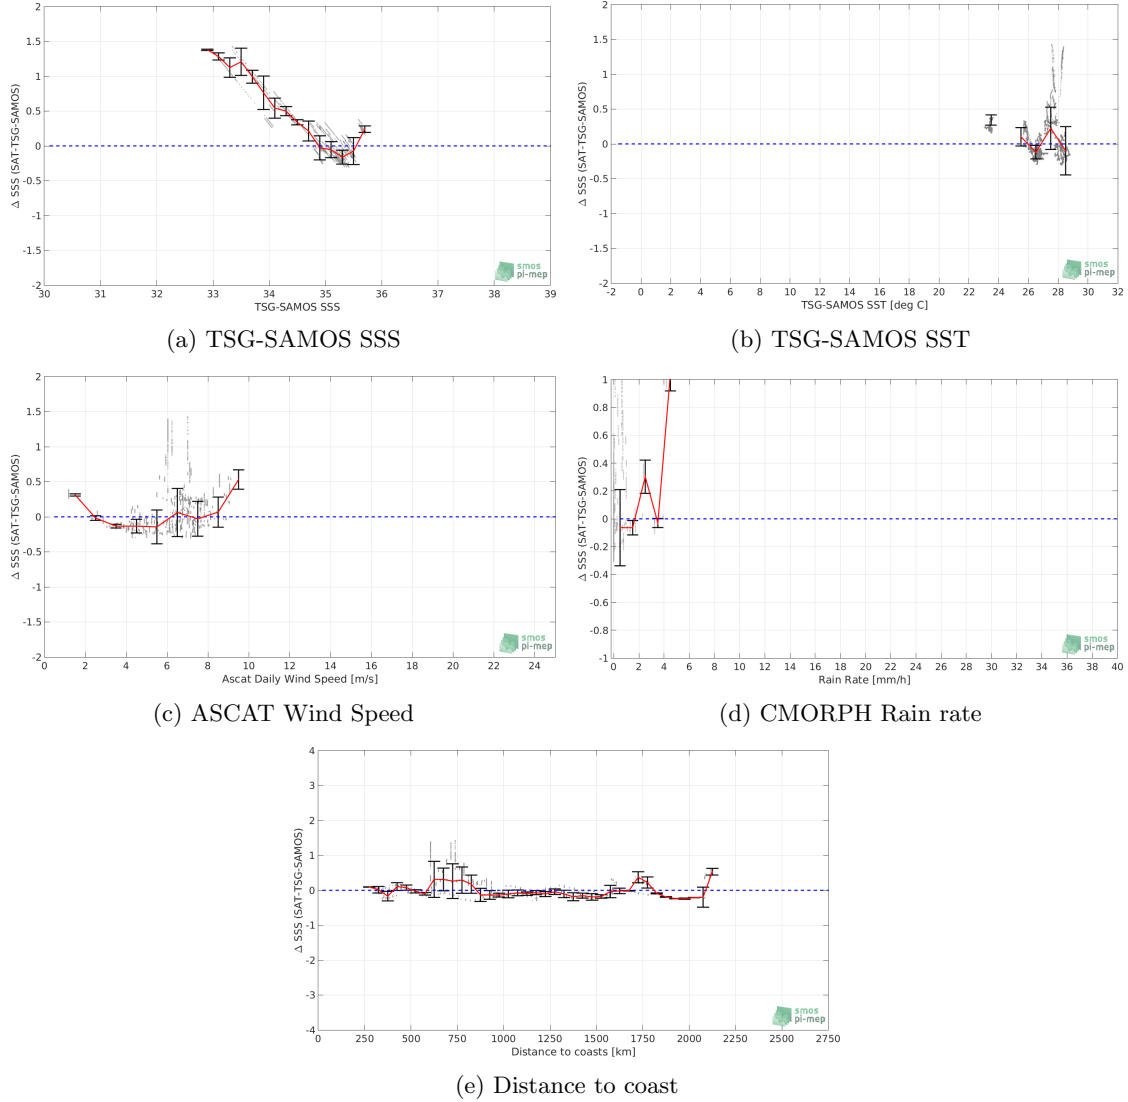 2
1.5
1
0.5
0
-0.5
-1
-1.5
-2
Δ SSS (SAT-TSG-SAMOS)
30 31 32 33 34 35 36 37 38 39
TSG-SAMOS SSS
smos
pi-mep
(a) TSG-SAMOS SSS
2
1.5
1
0.5
0
-0.5
-1
-1.5
-2
Δ SSS (SAT-TSG-SAMOS)
-2 0 2 4 6 8 10 12 14 16 18 20 22 24 26 28 30 32
TSG-SAMOS SST [deg C]
smos
pi-mep
(b) TSG-SAMOS SST
2
1.5
1
0.5
0
-0.5
-1
-1.5
-2
Δ SSS (SAT-TSG-SAMOS)
0 2 4 6 8 10 12 14 16 18 20 22 24
Ascat Daily Wind Speed [m/s]
smos
pi-mep
(c) ASCAT Wind Speed
1
0.8
0.6
0.4
0.2
0
-0.2
-0.4
-0.6
-0.8
-1
Δ SSS (SAT-TSG-SAMOS)
0 2 4 6 8 10 12 14 16 18 20 22 24 26 28 30 32 34 36 38 40
Rain Rate [mm/h]
smos
pi-mep
(d) CMORPH Rain rate
4
3
2
1
0
-1
-2
-3
-4
Δ SSS (SAT-TSG-SAMOS)
0 250 500 750 1000 1250 1500 1750 2000 2250 2500 2750
Distance to coasts [km]
smos
pi-mep
(e) Distance to coast